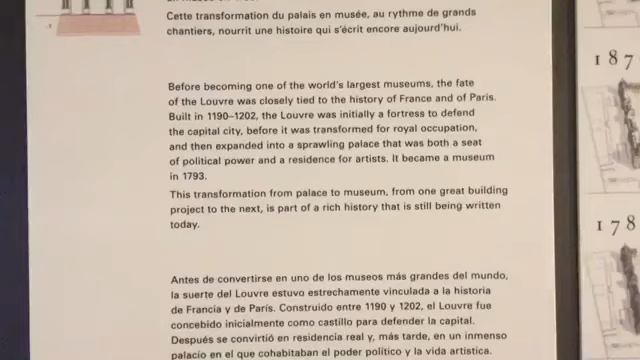 Cette transformation du palais en musée, au rythme de grands
chantiers, nourrit une histoire qui s'écrit encore aujourd'hui.
Before becoming one of the world's largest museums, the fate
of the Louvre was closely tied to the history of France and of Paris.
Built in 1190–1202, the Louvre was initially a fortress to defend
the capital city, before it was transformed for royal occupation,
and then expanded into a sprawling palace that was both a seat
of political power and a residence for artists. It became a museum
in 1793.
This transformation from palace to museum, from one great building
project to the next, is part of a rich history that is still being written
today.
Antes de convertirse en uno de los museos más grandes del mundo,
la suerte del Louvre estuvo estrechamente vinculada a la historia
de Francia y de París. Construido entre 1190 y 1202, el Louvre fue
concebido inicialmente como castillo para defender la capital.
Después se convirtió en residencia real y, más tarde, en un inmenso
palacio en el que cohabitaban el poder político y la vida artística.
187
178